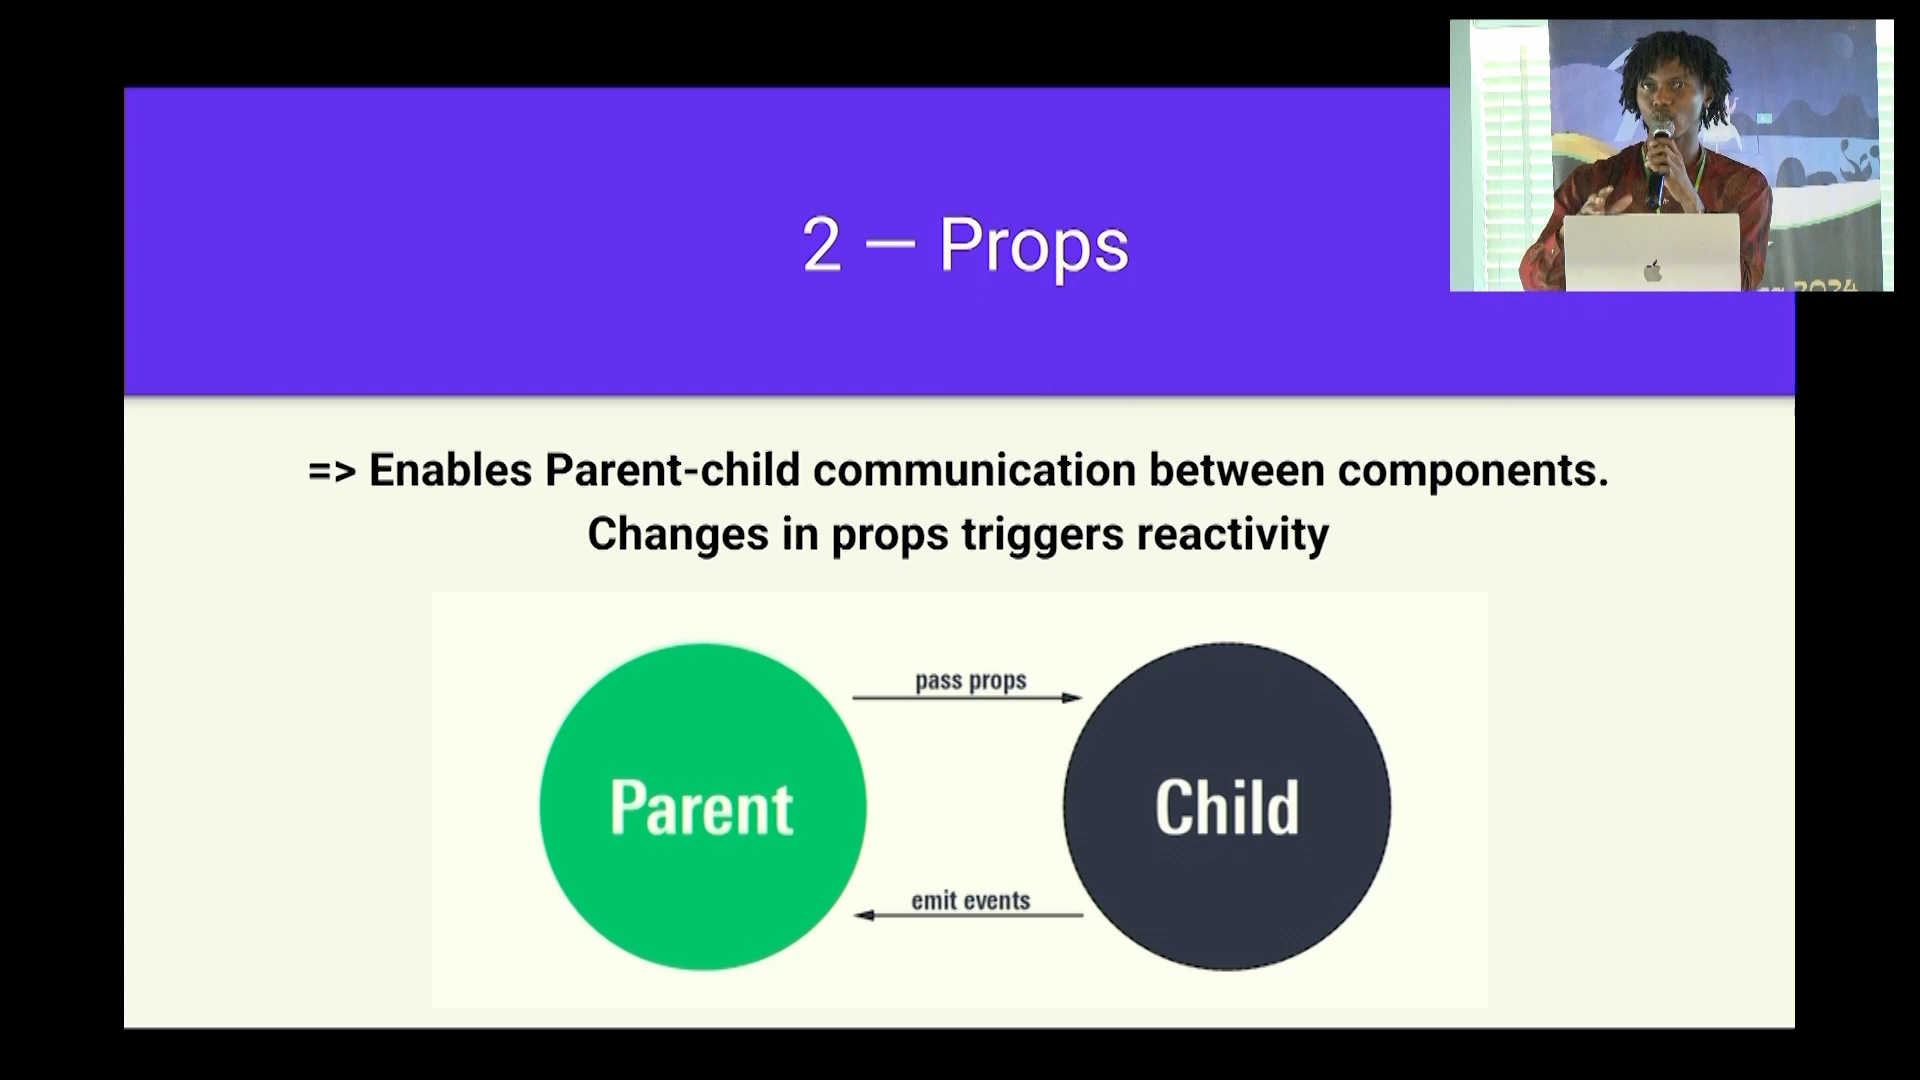 2 — Props
=> Enables Parent-child communication between components.
Changes in props triggers reactivity
pass props
Parent
Child
emit events
2024